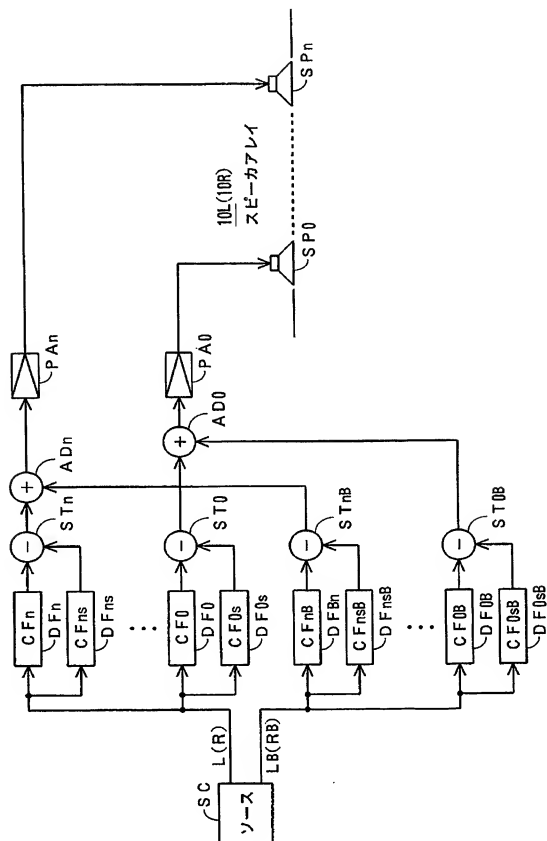 SC
ソース
L(R)
LB(RB)
CFn
DFn
CFns
DFns
CF0
DF0
CF0s
DF0s
CFnB
DFBn
CFnsB
DFnsB
CF0B
DF0B
CF0sB
DF0sB
STn
ST0
STnB
ST0B
ADn
AD0
PAn
PA0
10L(10R)
スピーカアレイ
SP0
SPn